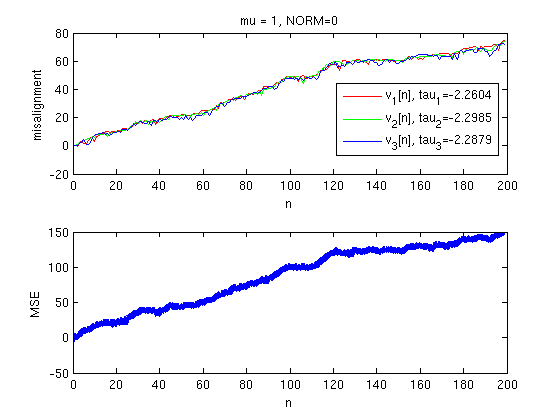 mu = 1, NORM=0
80
60
40
20
0
-20
misalignment
v1[n], tau1=-2.2604
v2[n], tau2=-2.2985
v3[n], tau3=-2.2879
0 20 40 60 80 100 120 140 160 180 200
n
150
100
50
0
-50
MSE
0 20 40 60 80 100 120 140 160 180 200
n